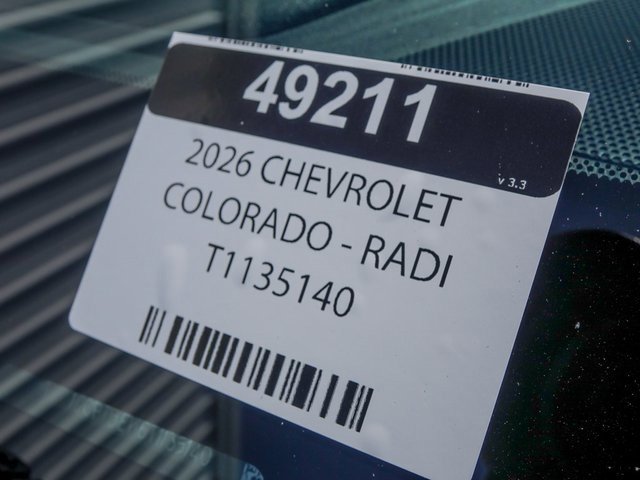 49211
v 3.3
2026 CHEVROLET
COLORADO - RADI
T1135140